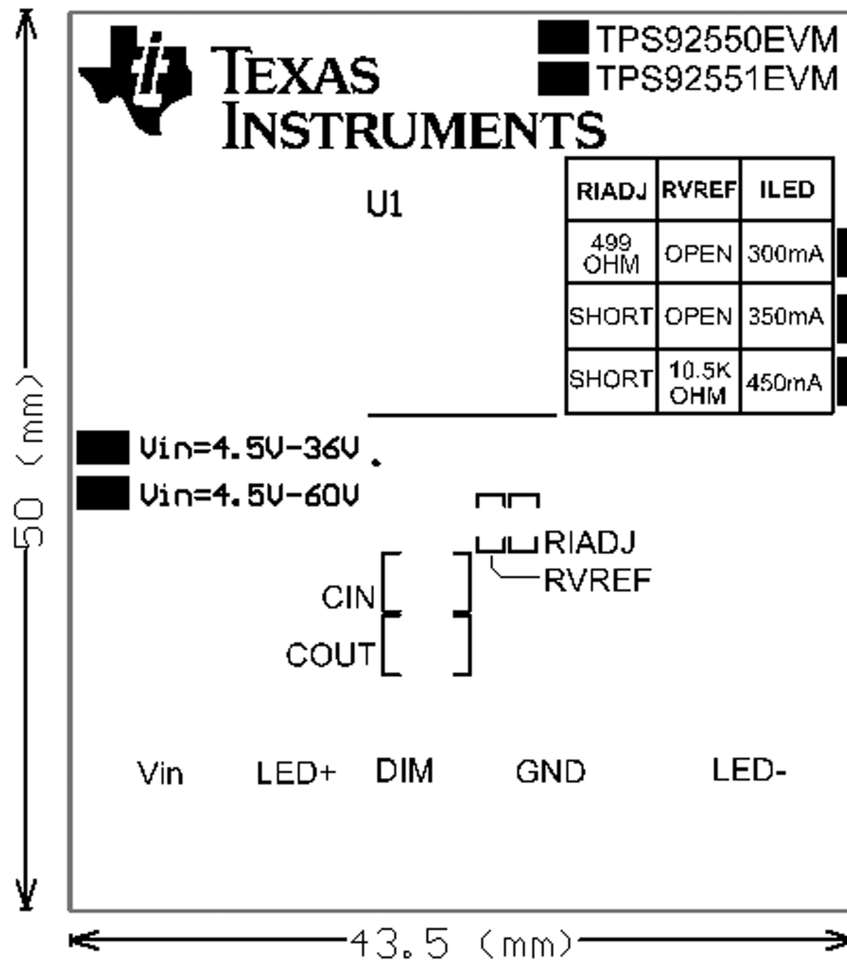 TPS92550EVM
TPS92551EVM
TEXAS
INSTRUMENTS
U1
RIADJ RVREF ILED
499 OHM OPEN 300mA
SHORT OPEN 350mA
SHORT 10.5K OHM 450mA
Vin=4.5V-36V
Vin=4.5V-60V
RIADJ
RVREF
CIN
COUT
Vin LED+ DIM GND LED-
50 (mm)
43.5 (mm)